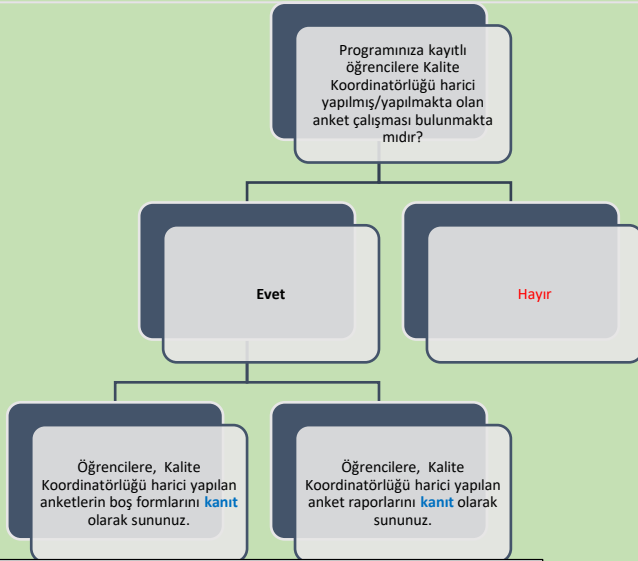 Programınıza kayıtlı
öğrencilere Kalite
Koordinatörlüğü harici
yapılmış/yapılmakta olan
anket çalışması bulunmakta
mıdır?
Evet
Hayır
Öğrencilere, Kalite
Koordinatörlüğü harici yapılan
anketlerin boş formlarını kanıt
olarak sununuz.
Öğrencilere, Kalite
Koordinatörlüğü harici yapılan
anket raporlarını kanıt olarak
sununuz.